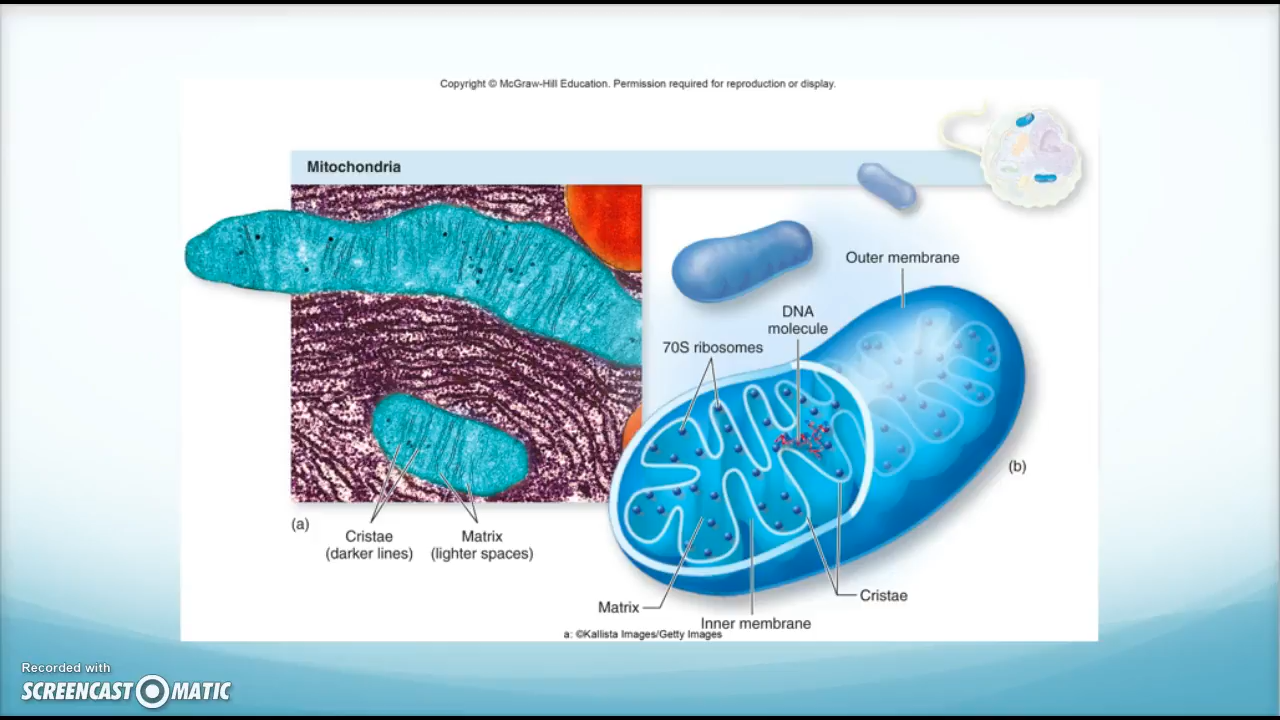 Copyright © McGraw-Hill Education. Permission required for reproduction or display.
Mitochondria
Outer membrane
DNA
molecule
70S ribosomes
(b)
(a)
Cristae
(darker lines)
Matrix
(lighter spaces)
Cristae
Matrix
Inner membrane
a: ©Kallista Images/Getty Images
Recorded with
SCREENCAST MATIC